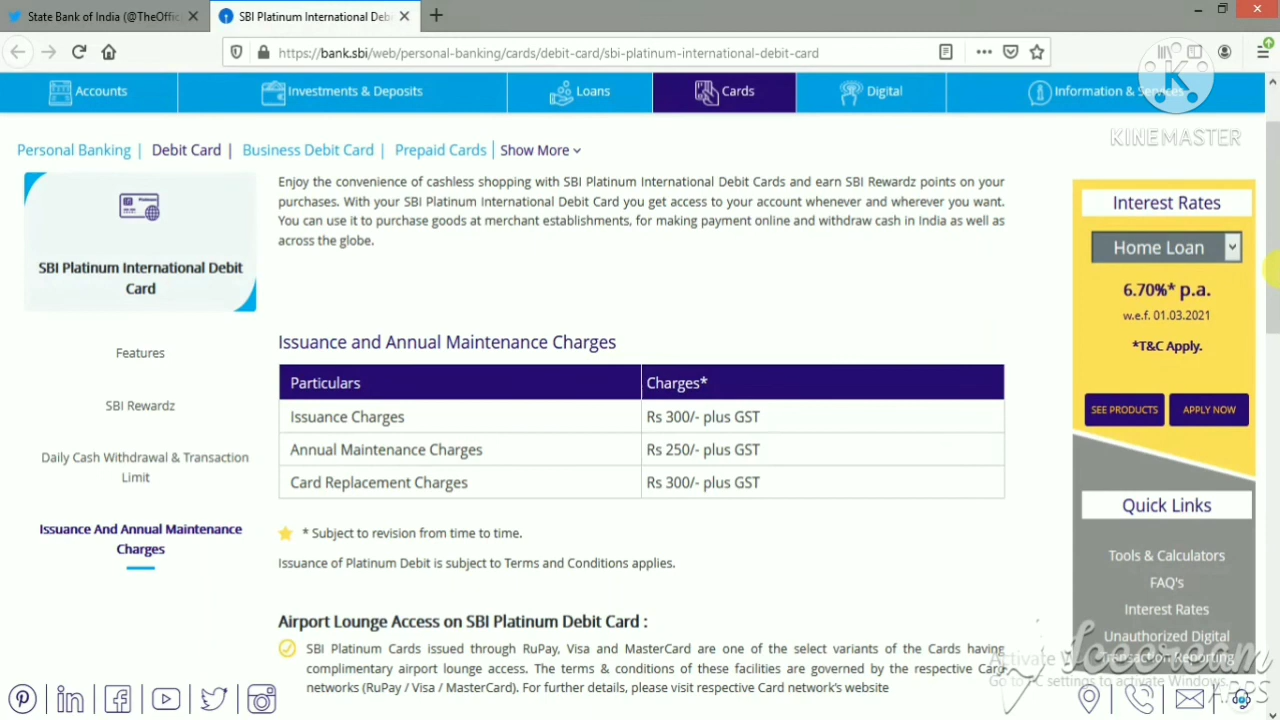 State Bank of India (@TheOffic
SBI Platinum International Deb
https://bank.sbi/web/personal-banking/cards/debit-card/sbi-platinum-international-debit-card
Accounts
Investments & Deposits
Loans
Cards
Digital
Information & Services
K
KINEMASTER
Personal Banking | Debit Card | Business Debit Card | Prepaid Cards | Show More
SBI Platinum International Debit
Card
Features
SBI Rewardz
Daily Cash Withdrawal & Transaction
Limit
Issuance And Annual Maintenance
Charges
Enjoy the convenience of cashless shopping with SBI Platinum International Debit Cards and earn SBI Rewardz points on your
purchases. With your SBI Platinum International Debit Card you get access to your account whenever and wherever you want.
You can use it to purchase goods at merchant establishments, for making payment online and withdraw cash in India as well as
across the globe.
Issuance and Annual Maintenance Charges
Particulars Charges*
Issuance Charges Rs 300/- plus GST
Annual Maintenance Charges Rs 250/- plus GST
Card Replacement Charges Rs 300/- plus GST
* Subject to revision from time to time.
Issuance of Platinum Debit is subject to Terms and Conditions applies.
Airport Lounge Access on SBI Platinum Debit Card :
SBI Platinum Cards issued through RuPay, Visa and MasterCard are one of the select variants of the Cards having
complimentary airport lounge access. The terms & conditions of these facilities are governed by the respective Card
networks (RuPay / Visa / MasterCard). For further details, please visit respective Card network's website
Interest Rates
Home Loan
6.70%* p.a.
w.e.f. 01.03.2021
*T&C Apply.
SEE PRODUCTS
APPLY NOW
Quick Links
Tools & Calculators
FAQ's
Interest Rates
Unauthorized Digital
Transaction Reporting
Activate W
Go to PC settings to activate Windows.
Icecream
APPS